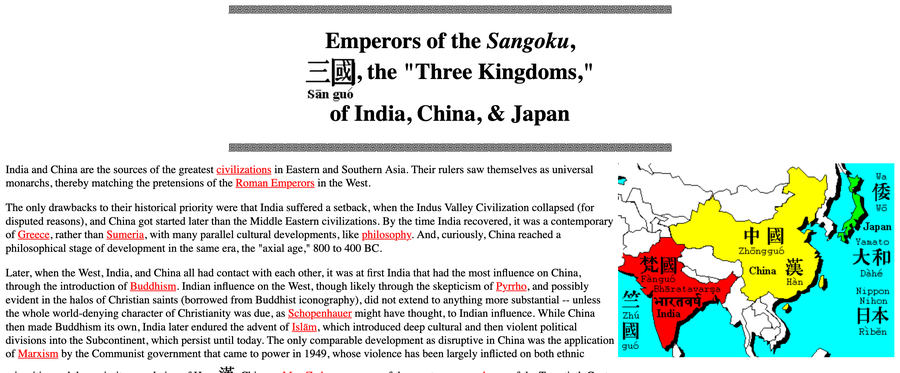 Emperors of the Sangoku,
三國, the "Three Kingdoms,"
Sān guó
of India, China, & Japan
India and China are the sources of the greatest civilizations in Eastern and Southern Asia. Their rulers saw themselves as universal
monarchs, thereby matching the pretensions of the Roman Emperors in the West.
The only drawbacks to their historical priority were that India suffered a setback, when the Indus Valley Civilization collapsed (for
disputed reasons), and China got started later than the Middle Eastern civilizations. By the time India recovered, it was a contemporary
of Greece, rather than Sumeria, with many parallel cultural developments, like philosophy. And, curiously, China reached a
philosophical stage of development in the same era, the "axial age," 800 to 400 BC.
Later, when the West, India, and China all had contact with each other, it was at first India that had the most influence on China,
through the introduction of Buddhism. Indian influence on the West, though likely through the skepticism of Pyrrho, and possibly
evident in the halos of Christian saints (borrowed from Buddhist iconography), did not extend to anything more substantial -- unless
the whole world-denying character of Christianity was due, as Schopenhauer might have thought, to Indian influence. While China
then made Buddhism its own, India later endured the advent of Islām, which introduced deep cultural and then violent political
divisions into the Subcontinent, which persist until today. The only comparable development as disruptive in China was the application
of Marxism by the Communist government that came to power in 1949, whose violence has been largely inflicted on both ethnic
Wa
倭
Wō
Japan
Yamato
大和
Dàhé
Nippon
Nihon
日本
Rìběn
中國
Zhōngguó
China
漢
Hàn
梵國
Fànguó
Bhāratavarṣa
भारतवर्ष
India
竺
Zhú
國
guó